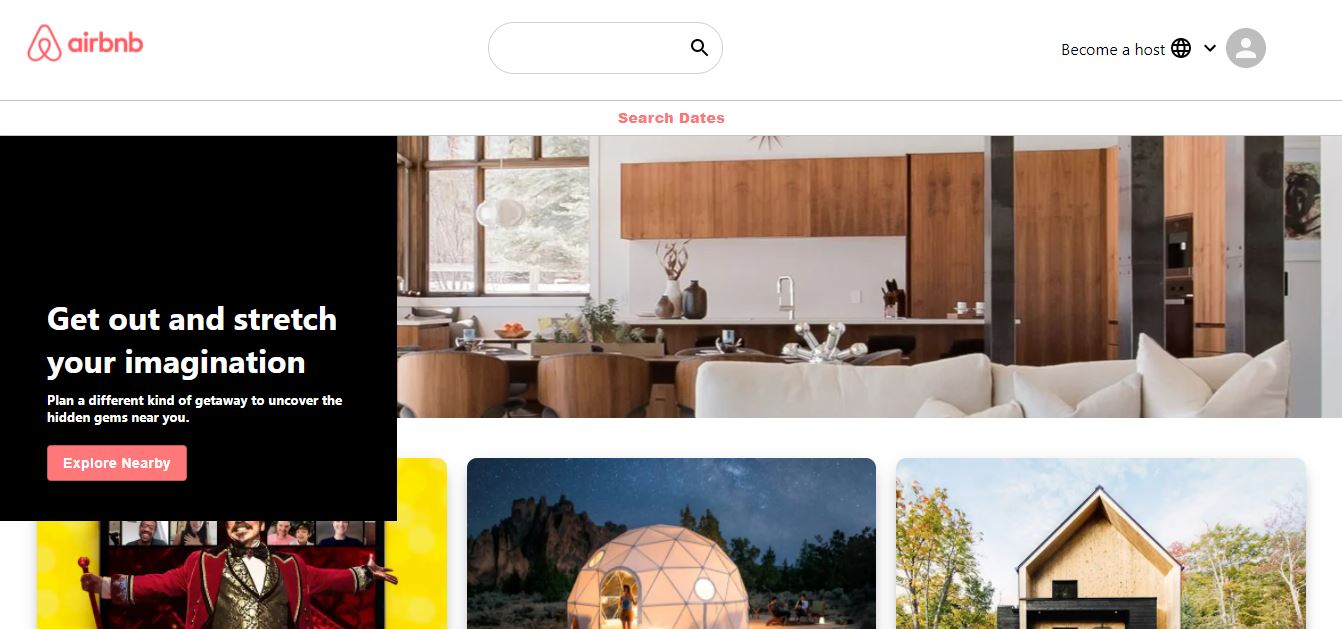 airbnb
Become a host
Search Dates
Get out and stretch
your imagination
Plan a different kind of getaway to uncover the
hidden gems near you.
Explore Nearby